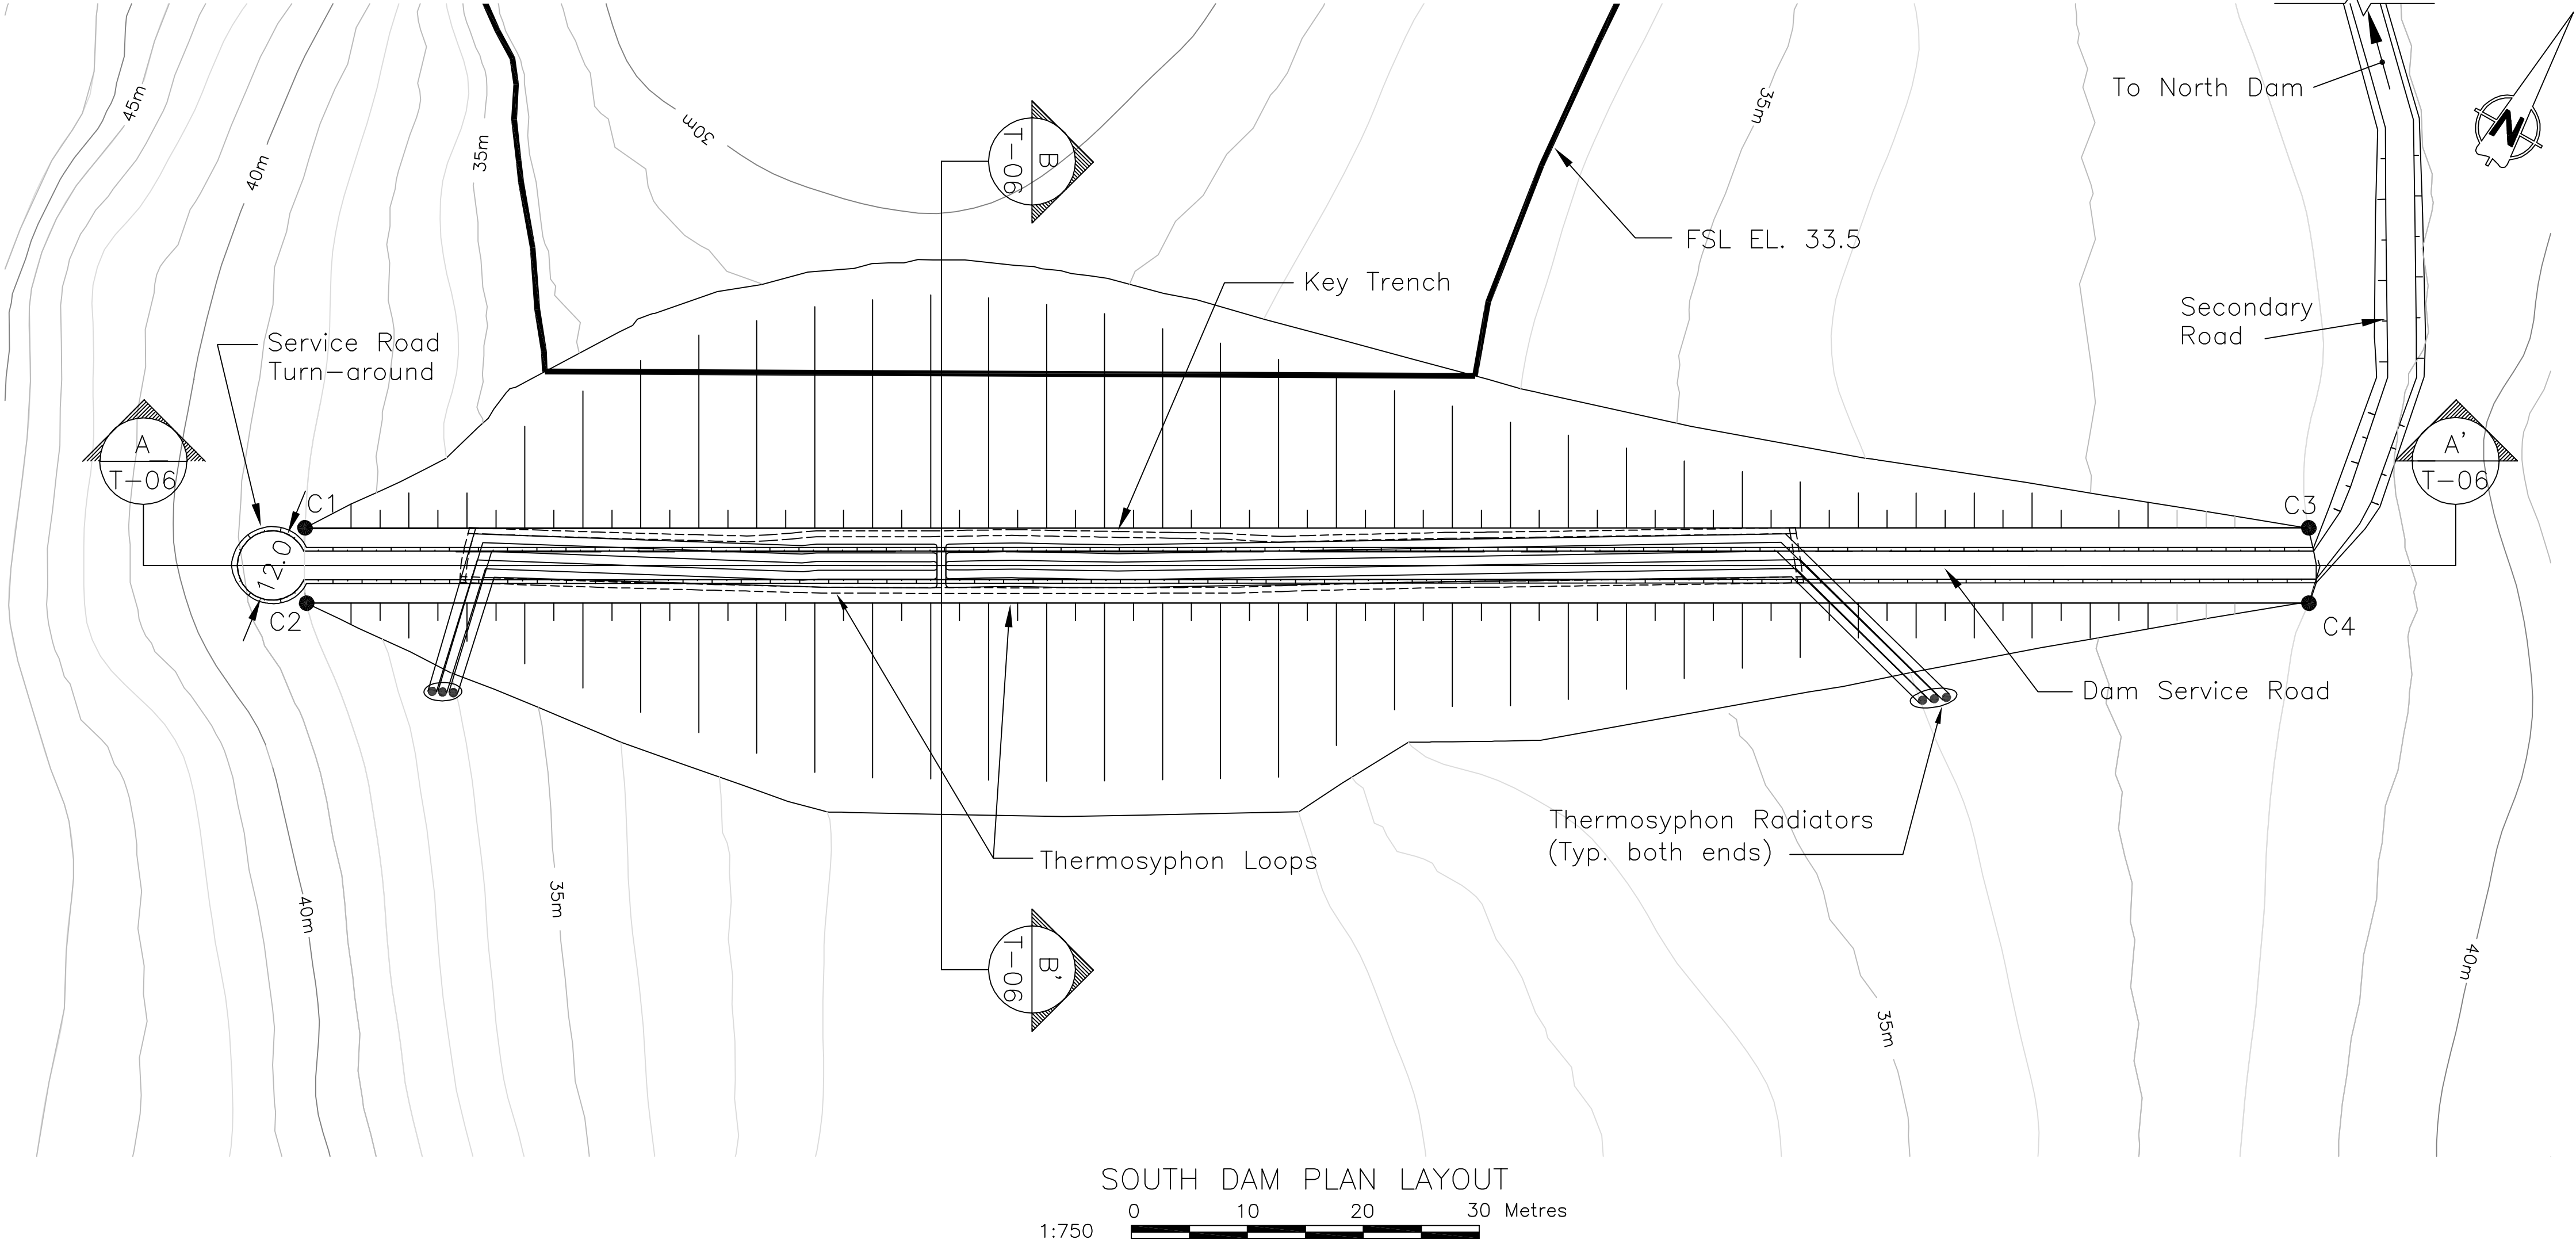 45m
40m
35m
30m
35m
To North Dam
N
B
T-06
FSL EL. 33.5
Key Trench
Secondary
Road
Service Road
Turn-around
A
T-06
A'
T-06
C1
C3
12.0
C2
C4
Dam Service Road
Thermosyphon Radiators
(Typ. both ends)
Thermosyphon Loops
40m
35m
35m
40m
B'
T-06
SOUTH DAM PLAN LAYOUT
0 10 20 30 Metres
1:750